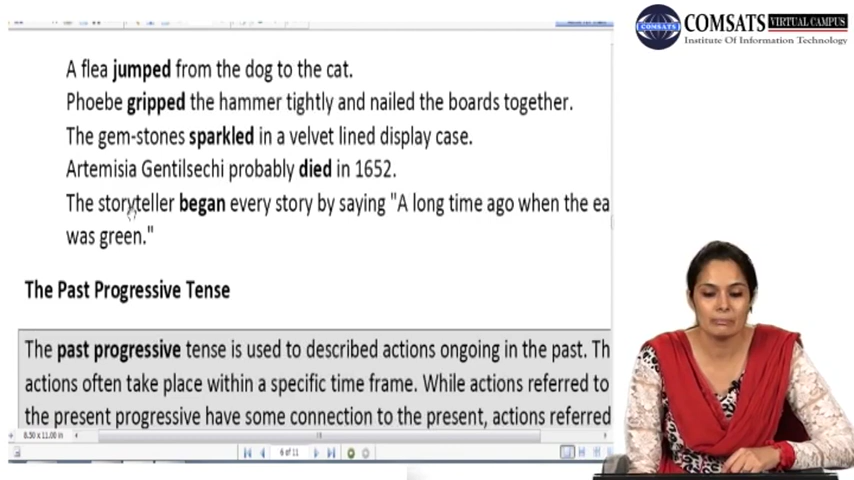 COMSATS VIRTUAL CAMPUS
COMSATS
Institute Of Information Technology
A flea jumped from the dog to the cat.
Phoebe gripped the hammer tightly and nailed the boards together.
The gem-stones sparkled in a velvet lined display case.
Artemisia Gentilsechi probably died in 1652.
The storyteller began every story by saying "A long time ago when the ea
was green."
The Past Progressive Tense
The past progressive tense is used to described actions ongoing in the past. Th
actions often take place within a specific time frame. While actions referred to
the present progressive have some connection to the present, actions referred
8.50 x 11.00 in
6 of 11